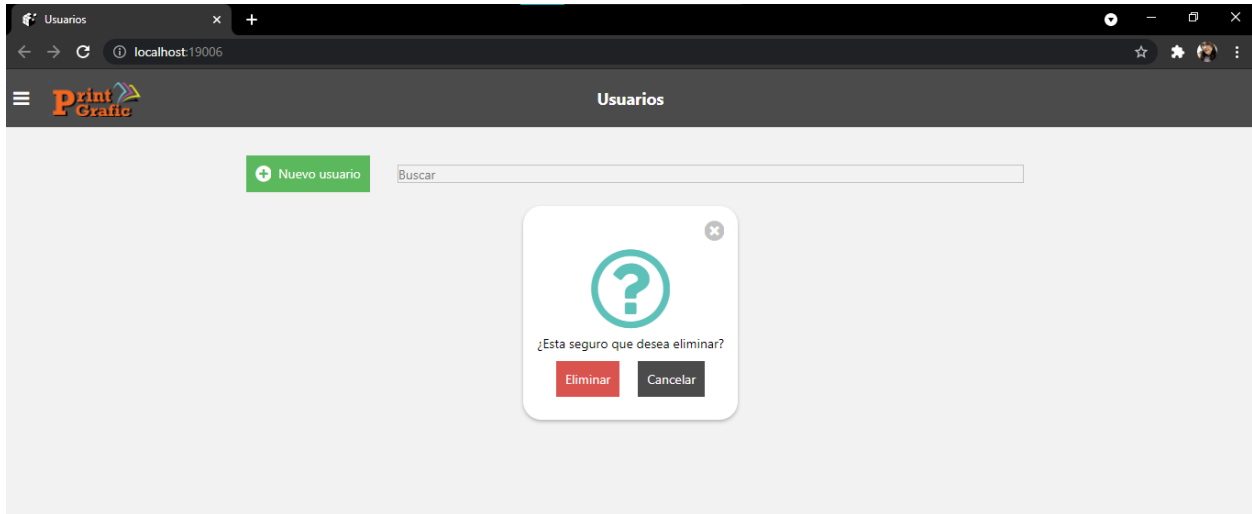 Usuarios
localhost:19006
Print
Grafic
Usuarios
Nuevo usuario
Buscar
¿Esta seguro que desea eliminar?
Eliminar
Cancelar